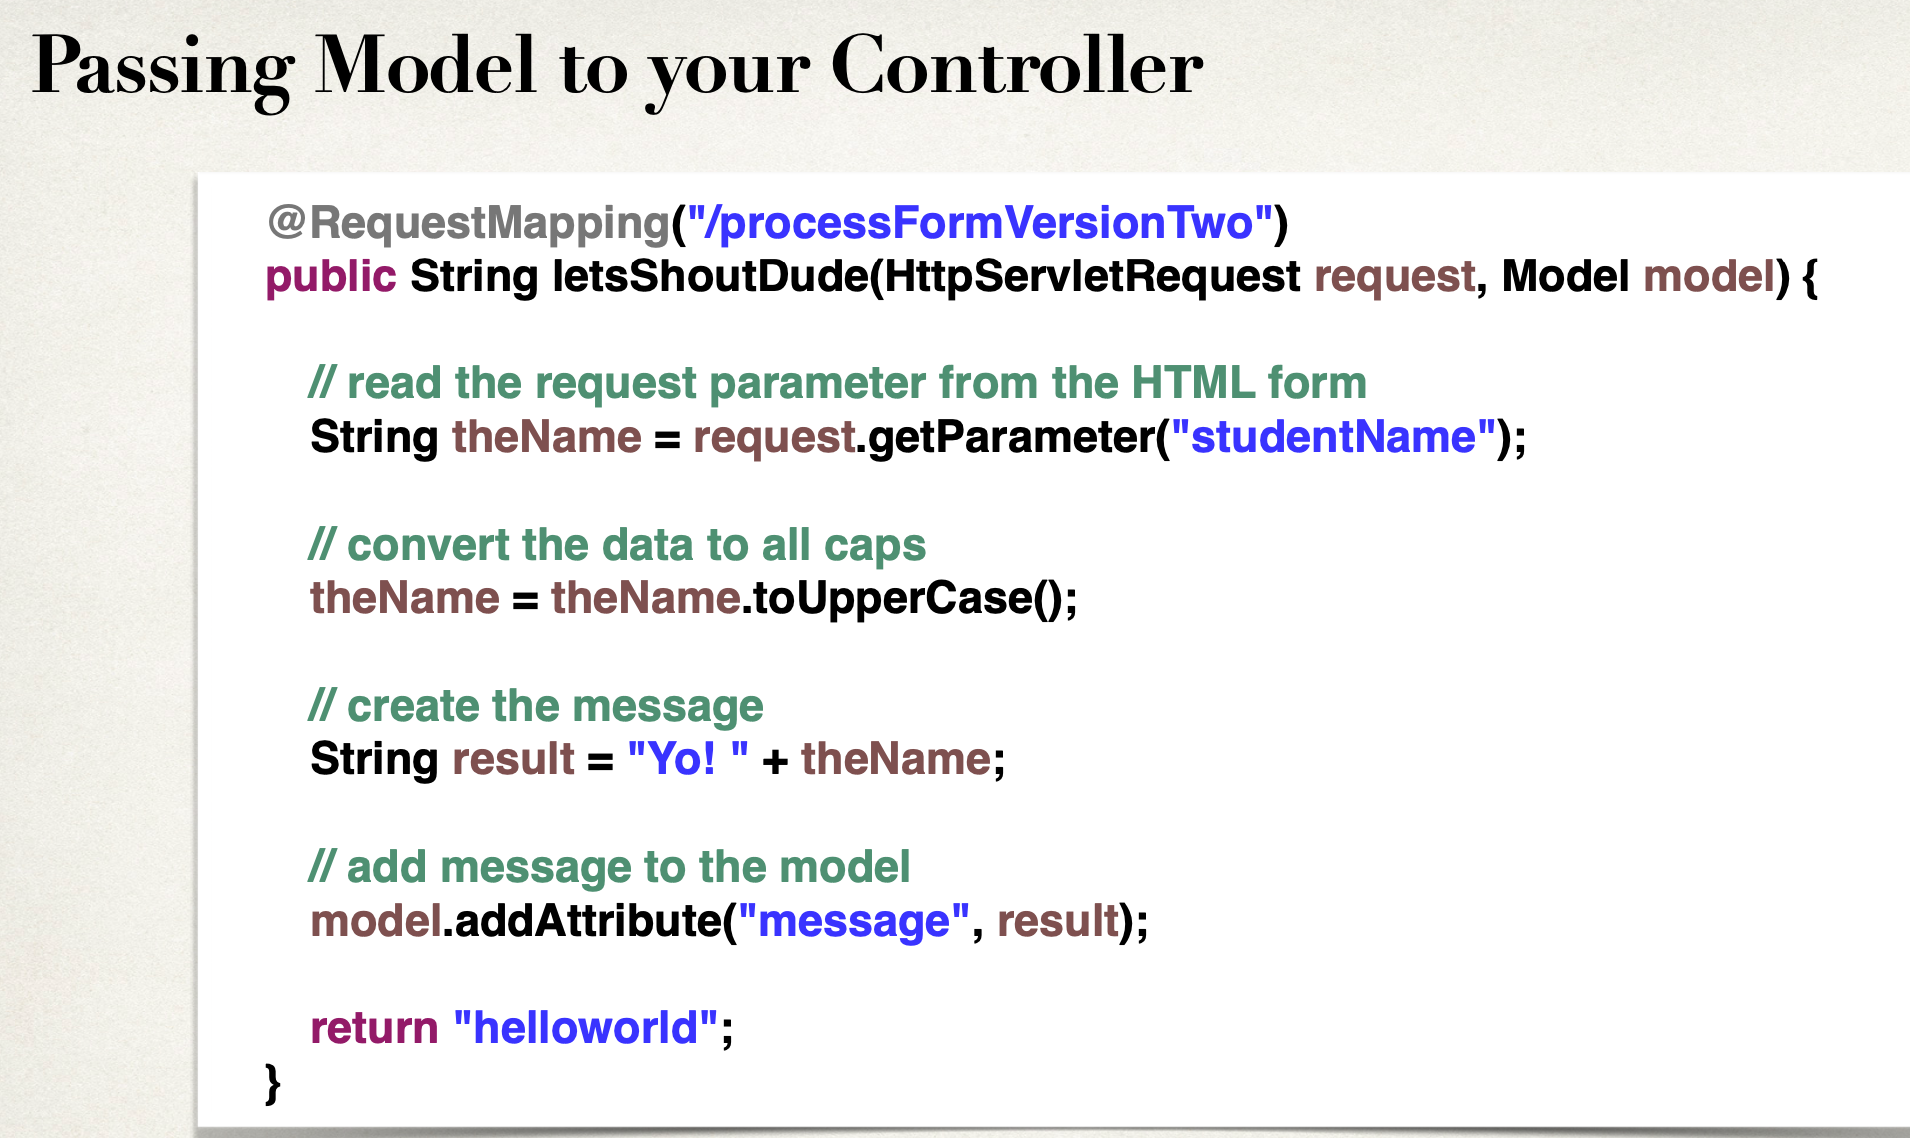 Passing Model to your Controller
@RequestMapping("/processFormVersionTwo")
public String letsShoutDude(HttpServletRequest request, Model model) {
// read the request parameter from the HTML form
String theName = request.getParameter("studentName");
// convert the data to all caps
theName = theName.toUpperCase();
// create the message
String result = "Yo! " + theName;
// add message to the model
model.addAttribute("message", result);
return "helloworld";
}